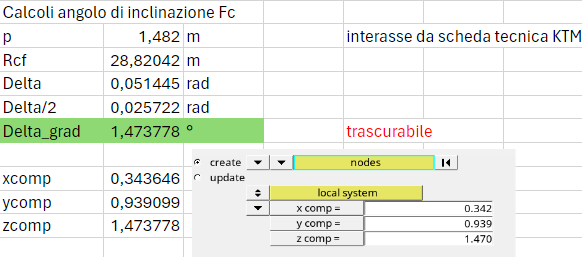 Calcoli angolo di inclinazione Fc
p 1,482 m interasse da scheda tecnica KTM
Rcf 28,82042 m
Delta 0,051445 rad
Delta/2 0,025722 rad
Delta_grad 1,473778 ° trascurabile
create nodes
update
xcomp 0,343646 local system
ycomp 0,939099 x comp = 0.342
zcomp 1,473778 y comp = 0.939
z comp = 1.470